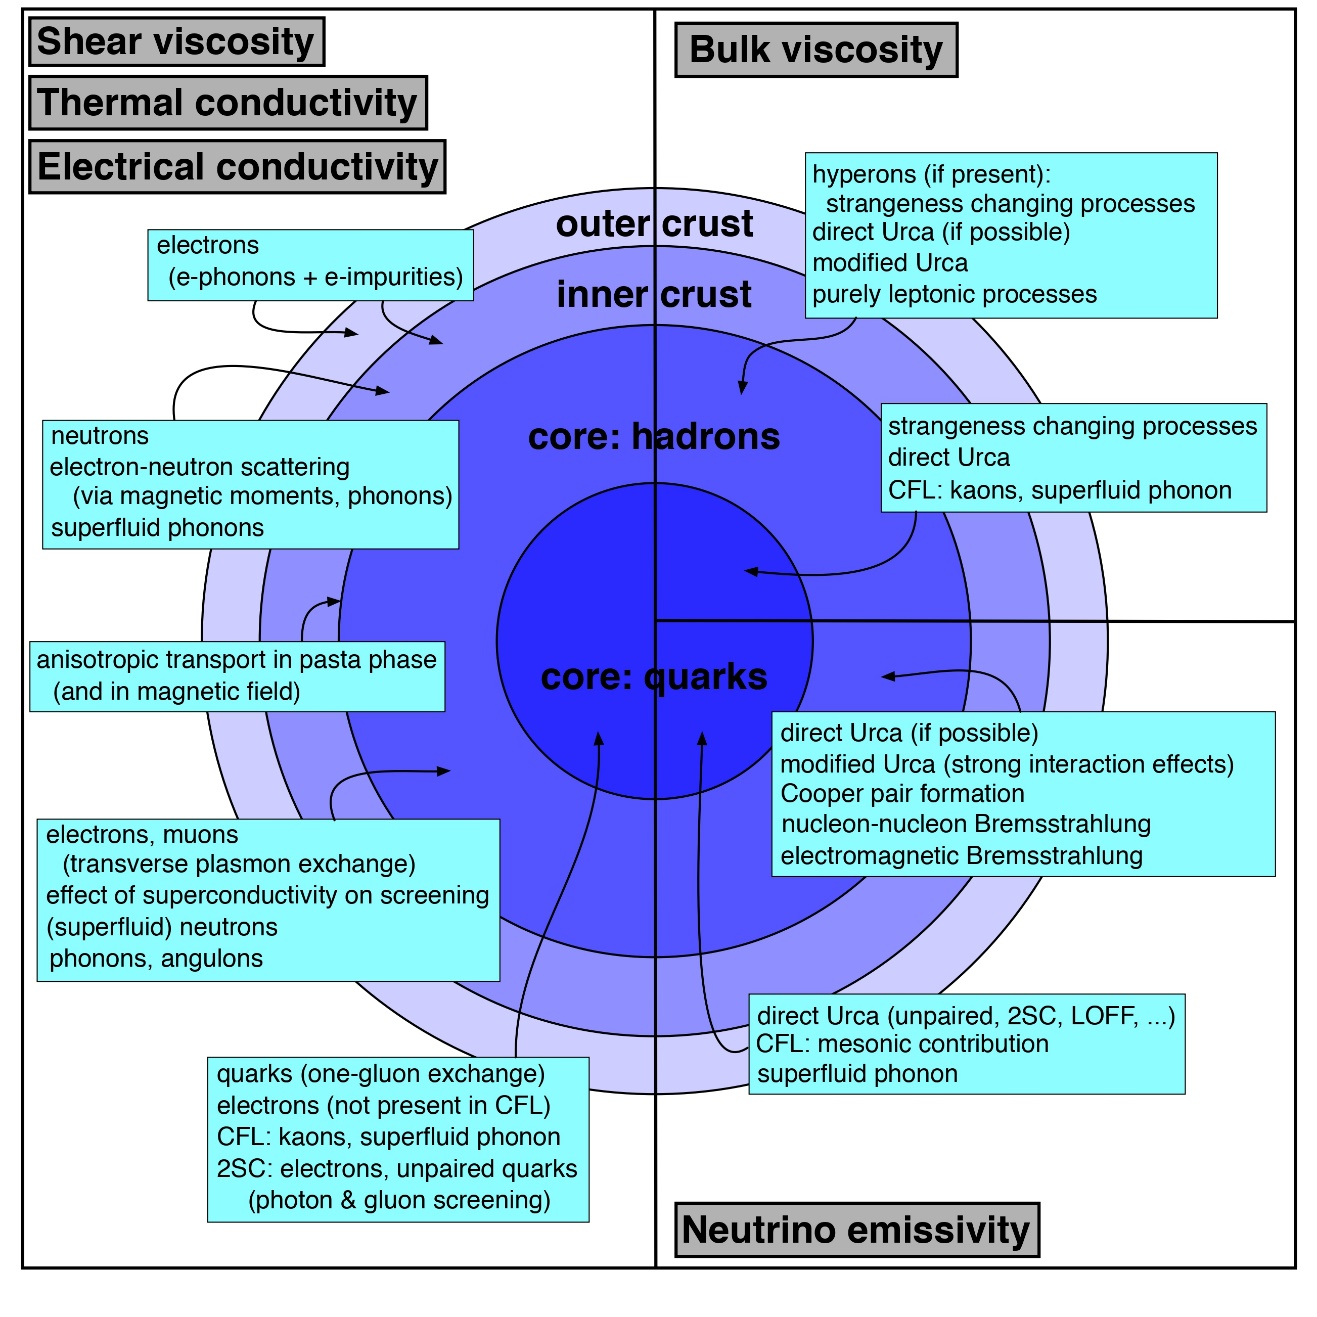 Shear viscosity
Thermal conductivity
Electrical conductivity
Bulk viscosity
outer crust
inner crust
core: hadrons
core: quarks
electrons
(e-phonons + e-impurities)
neutrons
electron-neutron scattering
(via magnetic moments, phonons)
superfluid phonons
anisotropic transport in pasta phase
(and in magnetic field)
electrons, muons
(transverse plasmon exchange)
effect of superconductivity on screening
(superfluid) neutrons
phonons, angulons
quarks (one-gluon exchange)
electrons (not present in CFL)
CFL: kaons, superfluid phonon
2SC: electrons, unpaired quarks
(photon & gluon screening)
hyperons (if present):
strangeness changing processes
direct Urca (if possible)
modified Urca
purely leptonic processes
strangeness changing processes
direct Urca
CFL: kaons, superfluid phonon
direct Urca (if possible)
modified Urca (strong interaction effects)
Cooper pair formation
nucleon-nucleon Bremsstrahlung
electromagnetic Bremsstrahlung
direct Urca (unpaired, 2SC, LOFF, ...)
CFL: mesonic contribution
superfluid phonon
Neutrino emissivity